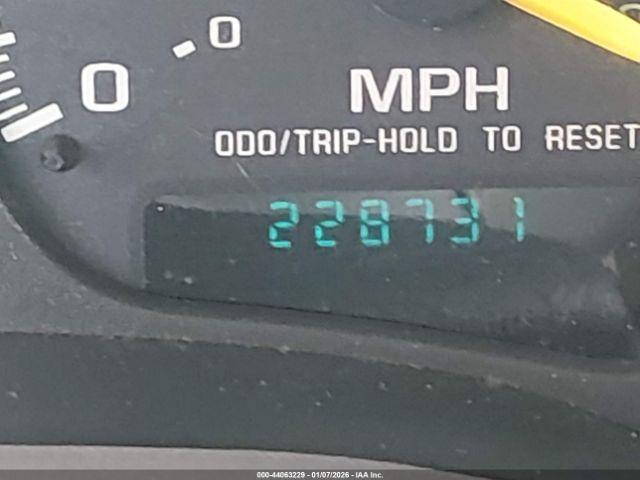 0
0
MPH
ODO/TRIP-HOLD TO RESET
228731
000-44063229 - 01/07/2026 - IAA Inc.